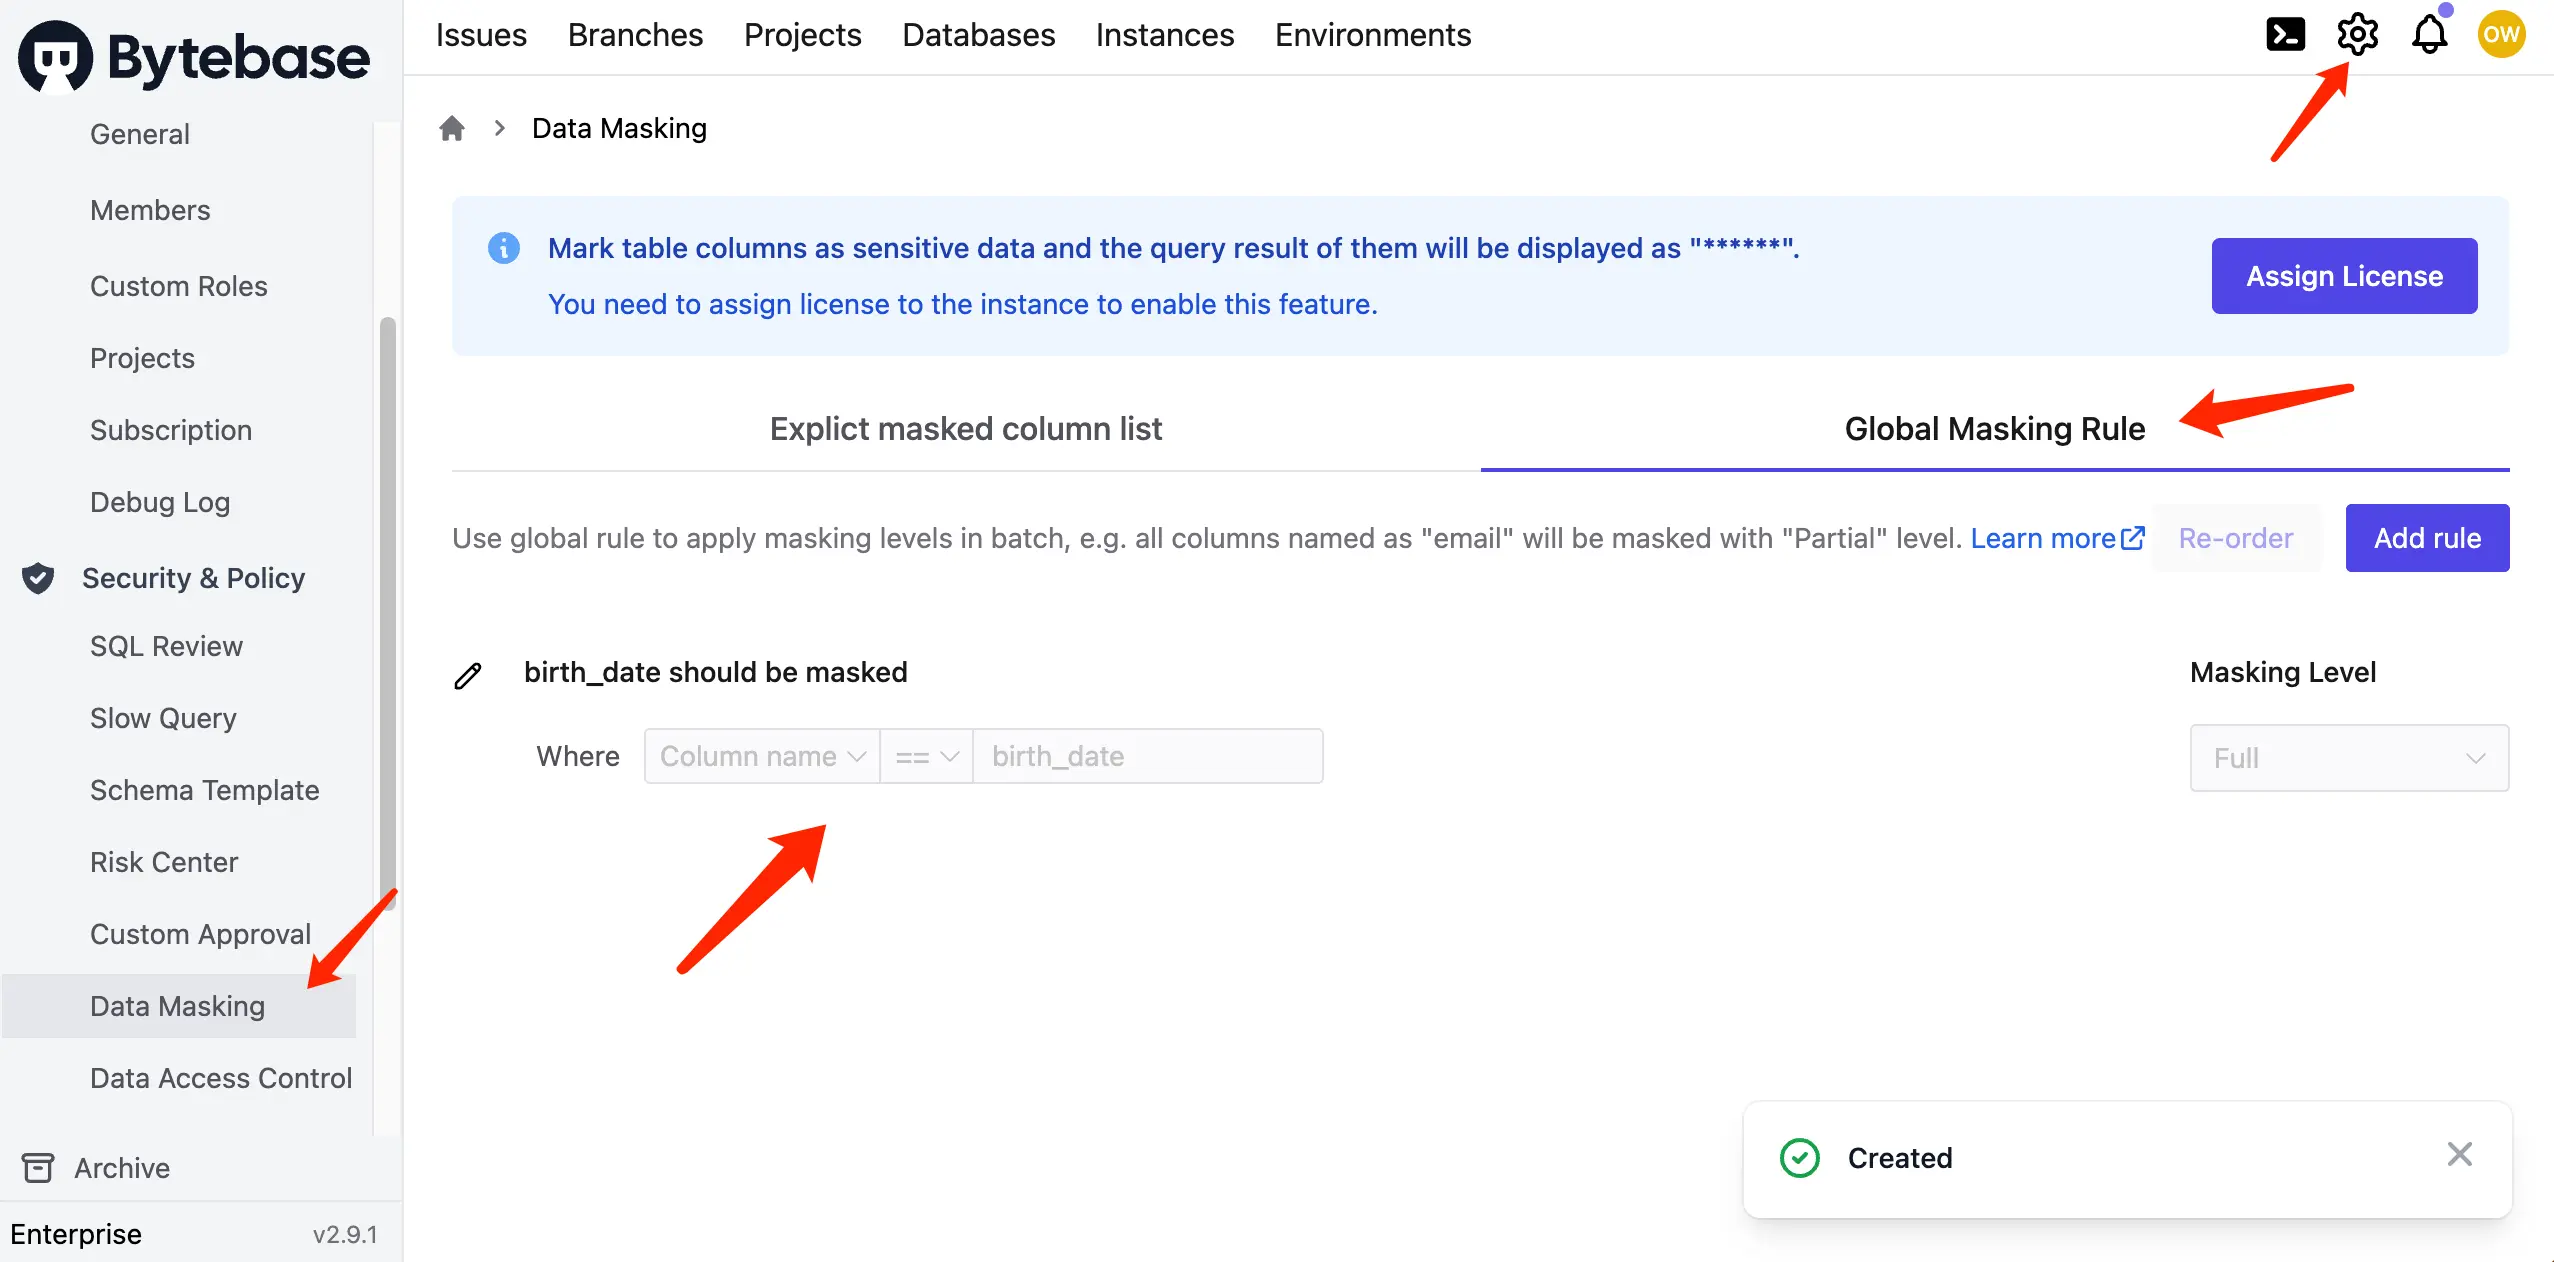 Bytebase
Issues Branches Projects Databases Instances Environments
OW
General
Members
Custom Roles
Projects
Subscription
Debug Log
Security & Policy
SQL Review
Slow Query
Schema Template
Risk Center
Custom Approval
Data Masking
Data Access Control
Archive
Enterprise v2.9.1
Data Masking
Mark table columns as sensitive data and the query result of them will be displayed as "******".
You need to assign license to the instance to enable this feature.
Assign License
Explict masked column list
Global Masking Rule
Use global rule to apply masking levels in batch, e.g. all columns named as "email" will be masked with "Partial" level. Learn more
Re-order
Add rule
birth_date should be masked
Masking Level
Where Column name == birth_date
Full
Created